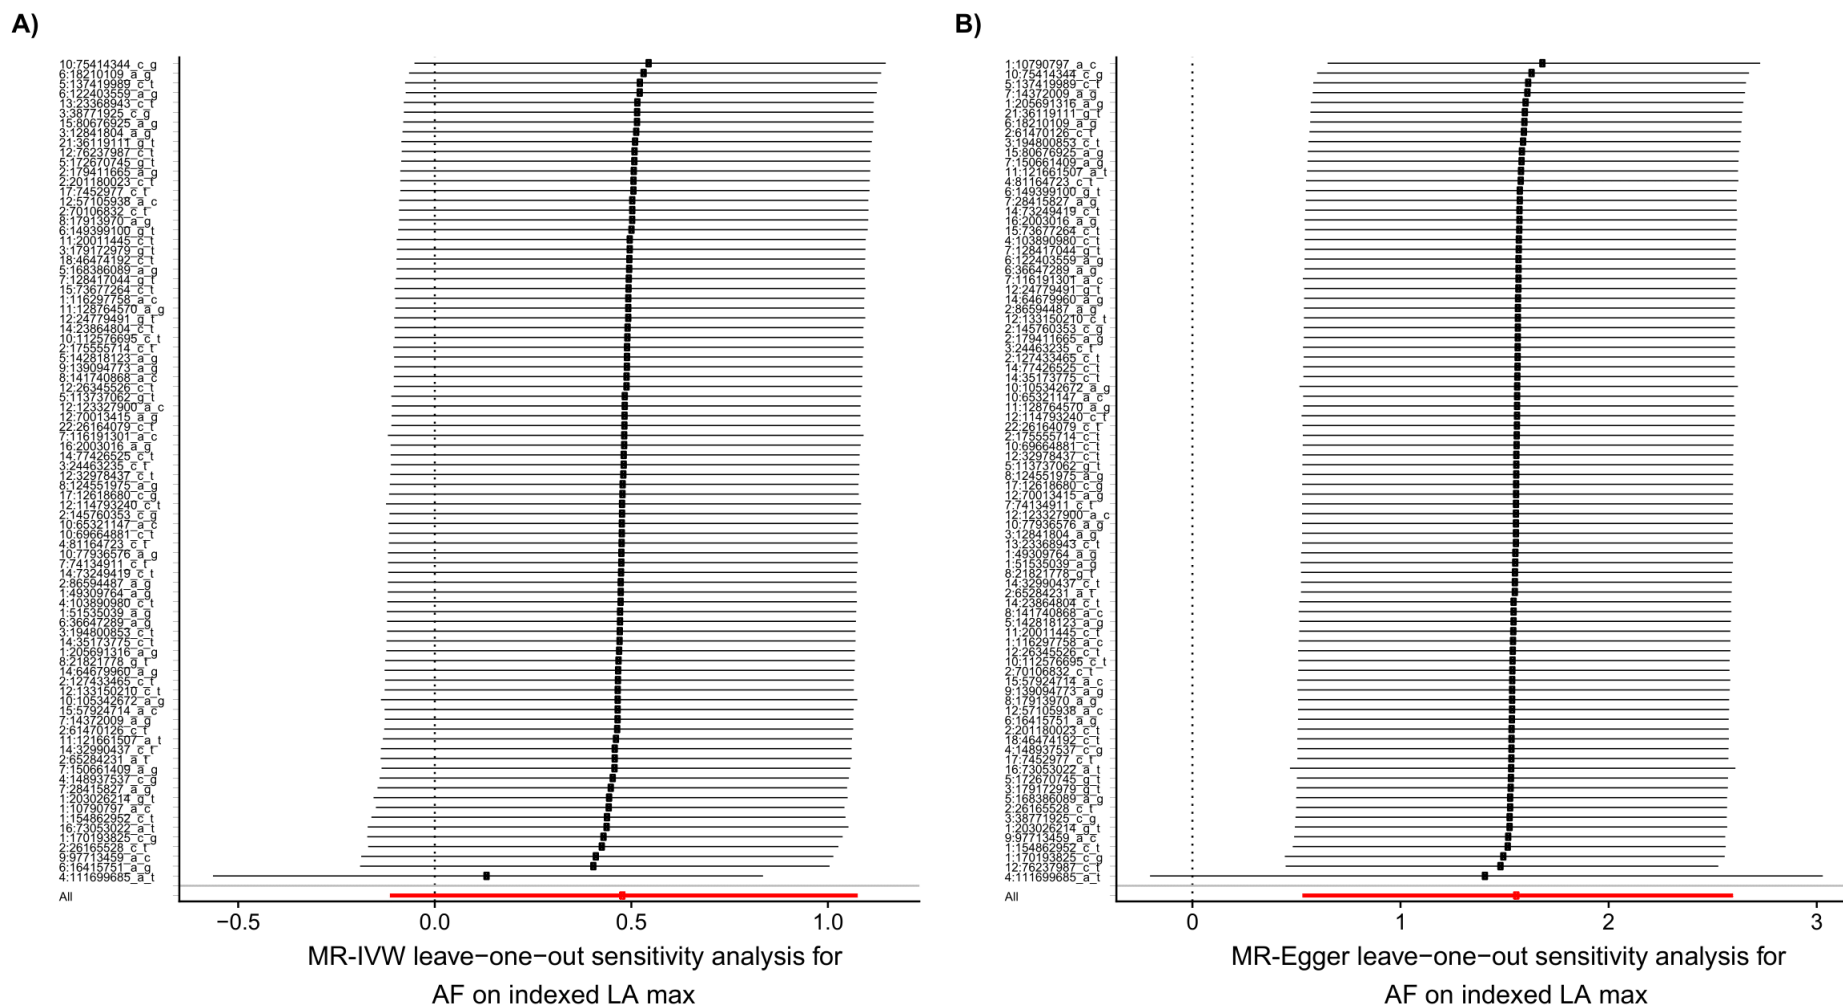 A)
10:75414344_c_g
6:18210109_a_g
5:137419989_c_t
6:122403559_a_g
13:23368943_c_t
3:38771925_c_g
15:80676925_a_g
3:12841804_a_g
21:36119111_g_t
12:76237987_c_t
5:172670745_g_t
2:179411665_a_g
2:201180023_c_t
17:7452977_c_t
12:57105938_a_c
2:70106832_c_t
8:17913970_a_g
6:149399100_g_t
11:20011445_c_t
3:179172979_g_t
18:46474192_c_t
5:168386089_a_g
7:128417044_g_t
15:73677264_c_t
1:116297758_a_c
11:128764570_a_g
12:24779491_g_t
14:23864804_c_t
10:112576695_c_t
2:175555714_c_t
5:142818123_a_g
9:139094773_a_g
8:141740868_a_c
12:26345526_c_t
5:113737062_g_t
12:123327900_a_c
12:70013415_a_g
22:26164079_c_t
7:116191301_a_c
16:2003016_a_g
14:77426525_c_t
3:24463235_c_t
12:32978437_c_t
8:124551975_a_g
17:12618680_c_g
12:114793240_c_t
2:145760353_c_g
10:65321147_a_c
10:69664881_c_t
4:81164723_c_t
10:77936576_a_g
7:74134911_c_t
14:73249419_c_t
2:86594487_a_g
1:49309764_a_g
4:103890980_c_t
1:51535039_a_g
6:36647289_a_g
3:194800853_c_t
14:35173775_c_t
1:205691316_a_g
8:21821778_g_t
14:64679960_a_g
2:127433465_c_t
12:133150210_c_t
10:105342672_a_g
15:57924714_a_c
7:14372009_a_g
2:61470126_c_t
11:121661507_a_t
14:32990437_c_t
2:65284231_a_t
7:150661409_a_g
4:148937537_c_g
7:28415827_a_g
1:203026214_g_t
1:10790797_a_c
1:154862952_c_t
16:73053022_a_t
1:170193825_c_g
2:26165528_c_t
9:97713459_a_c
6:16415751_a_g
4:111699685_a_t
All
−0.5 0.0 0.5 1.0
MR-IVW leave−one−out sensitivity analysis for
AF on indexed LA max
B)
1:10790797_a_c
10:75414344_c_g
5:137419989_c_t
7:14372009_a_g
1:205691316_a_g
21:36119111_g_t
6:18210109_a_g
2:61470126_c_t
3:194800853_c_t
15:80676925_a_g
7:150661409_a_g
11:121661507_a_t
4:81164723_c_t
6:149399100_g_t
7:28415827_a_g
14:73249419_c_t
16:2003016_a_g
15:73677264_c_t
4:103890980_c_t
7:128417044_g_t
6:122403559_a_g
6:36647289_a_g
7:116191301_a_c
12:24779491_g_t
14:64679960_a_g
2:86594487_a_g
12:133150210_c_t
2:145760353_c_g
2:179411665_a_g
3:24463235_c_t
2:127433465_c_t
14:77426525_c_t
14:35173775_c_t
10:105342672_a_g
10:65321147_a_c
11:128764570_a_g
12:114793240_c_t
22:26164079_c_t
2:175555714_c_t
10:69664881_c_t
12:32978437_c_t
5:113737062_g_t
8:124551975_a_g
17:12618680_c_g
12:70013415_a_g
7:74134911_c_t
12:123327900_a_c
10:77936576_a_g
3:12841804_a_g
13:23368943_c_t
1:49309764_a_g
1:51535039_a_g
8:21821778_g_t
14:32990437_c_t
2:65284231_a_t
14:23864804_c_t
8:141740868_a_c
5:142818123_a_g
11:20011445_c_t
1:116297758_a_c
12:26345526_c_t
10:112576695_c_t
2:70106832_c_t
15:57924714_a_c
9:139094773_a_g
8:17913970_a_g
12:57105938_a_c
6:16415751_a_g
2:201180023_c_t
18:46474192_c_t
4:148937537_c_g
17:7452977_c_t
16:73053022_a_t
5:172670745_g_t
3:179172979_g_t
5:168386089_a_g
2:26165528_c_t
3:38771925_c_g
1:203026214_g_t
9:97713459_a_c
1:154862952_c_t
1:170193825_c_g
12:76237987_c_t
4:111699685_a_t
All
0 1 2 3
MR-Egger leave−one−out sensitivity analysis for
AF on indexed LA max